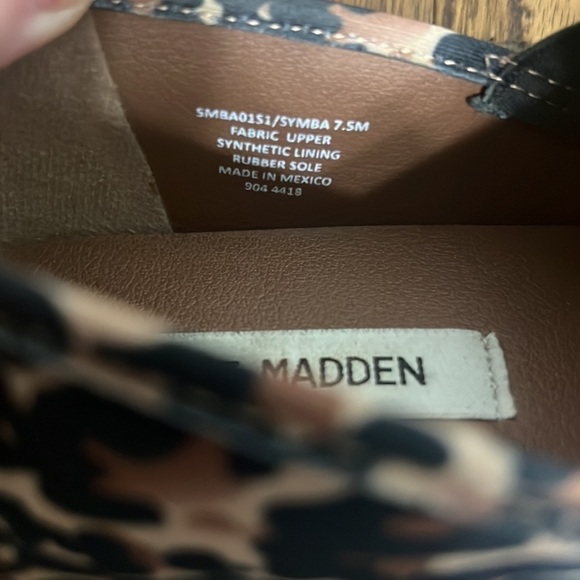 SMBA01S1/SYMBA 7.5M
FABRIC UPPER
SYNTHETIC LINING
RUBBER SOLE
MADE IN MEXICO
904 4418
MADDEN